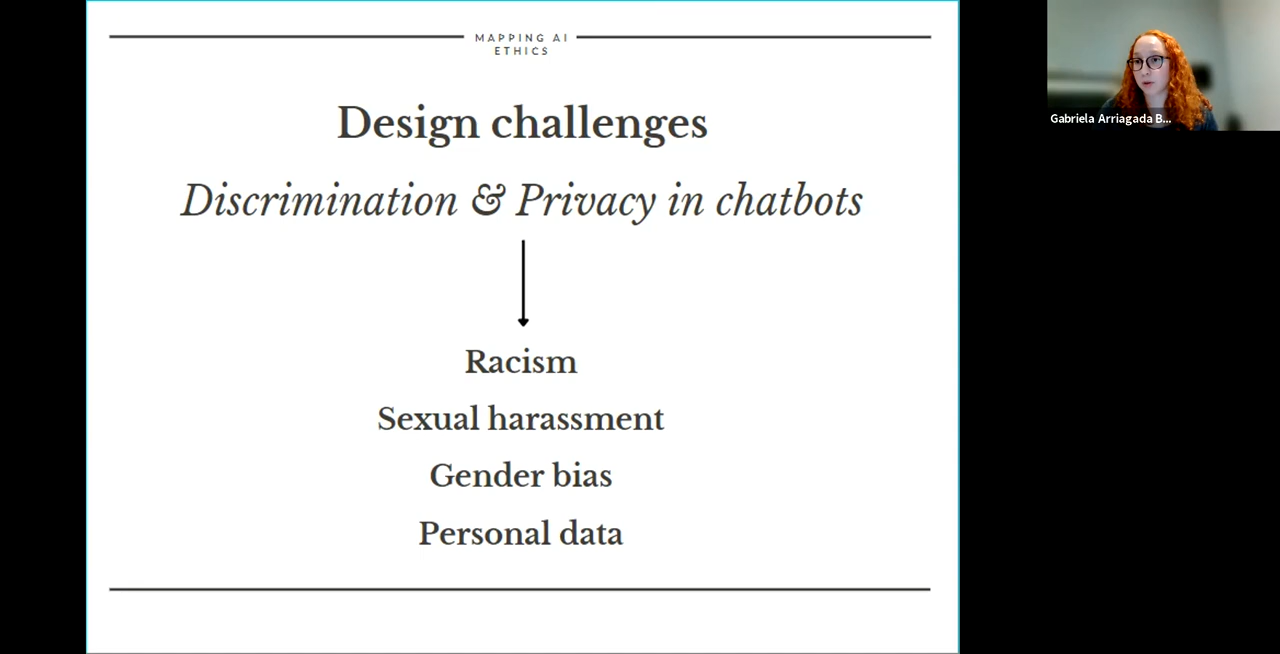 MAPPING AI
ETHICS
Design challenges
Discrimination & Privacy in chatbots
Racism
Sexual harassment
Gender bias
Personal data
Gabriela Arriagada B...